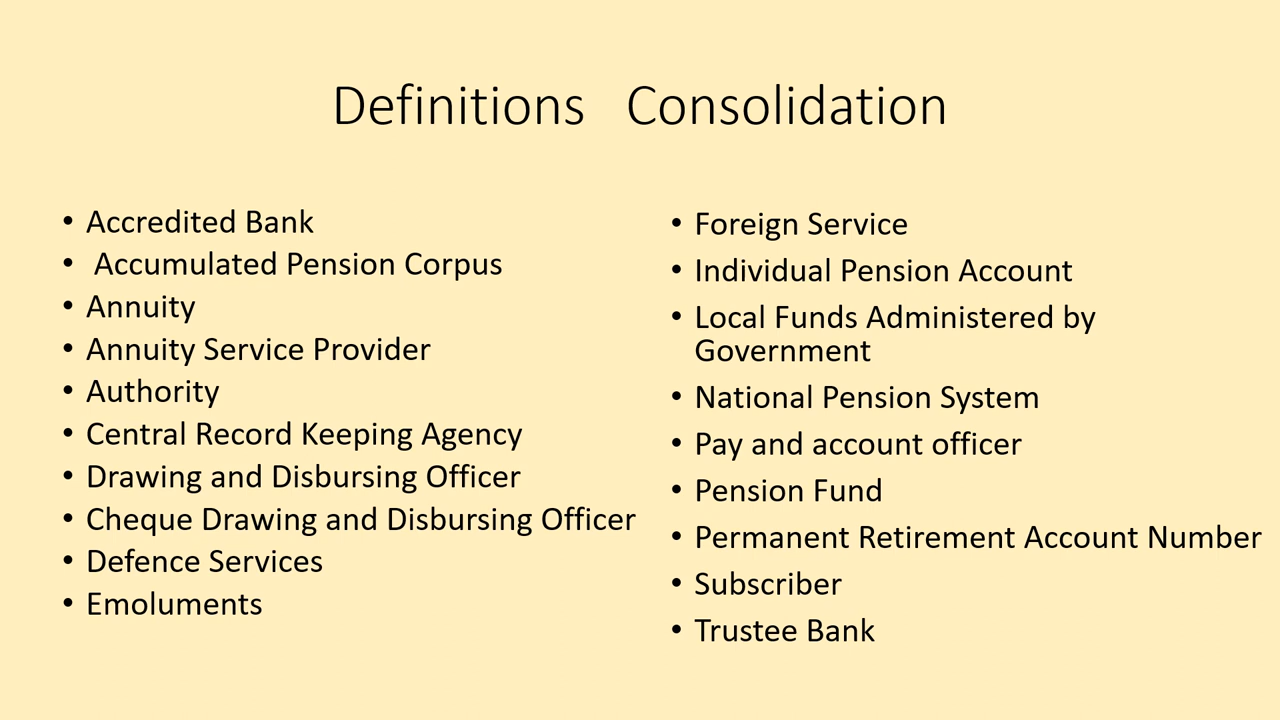 Definitions   Consolidation
• Accredited Bank
• Accumulated Pension Corpus
• Annuity
• Annuity Service Provider
• Authority
• Central Record Keeping Agency
• Drawing and Disbursing Officer
• Cheque Drawing and Disbursing Officer
• Defence Services
• Emoluments
• Foreign Service
• Individual Pension Account
• Local Funds Administered by
Government
• National Pension System
• Pay and account officer
• Pension Fund
• Permanent Retirement Account Number
• Subscriber
• Trustee Bank